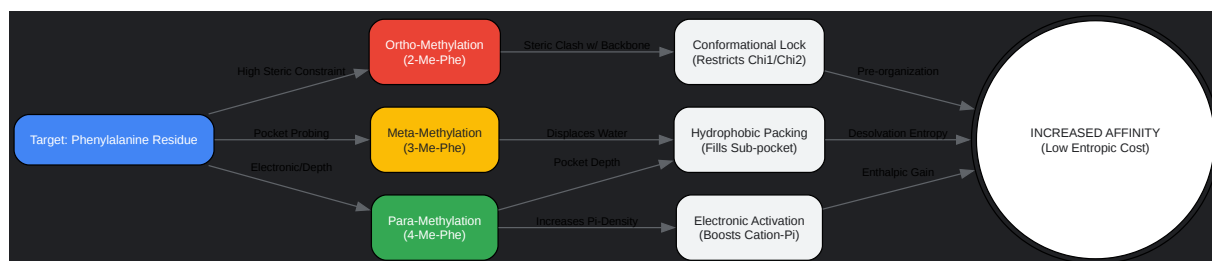 Target: Phenylalanine Residue
High Steric Constraint
Pocket Probing
Electronic/Depth
Ortho-Methylation
(2-Me-Phe)
Meta-Methylation
(3-Me-Phe)
Para-Methylation
(4-Me-Phe)
Steric Clash w/ Backbone
Displaces Water
Pocket Depth
Increases Pi-Density
Conformational Lock
(Restricts Chi1/Chi2)
Hydrophobic Packing
(Fills Sub-pocket)
Electronic Activation
(Boosts Cation-Pi)
Pre-organization
Desolvation Entropy
Enthalpic Gain
INCREASED AFFINITY
(Low Entropic Cost)